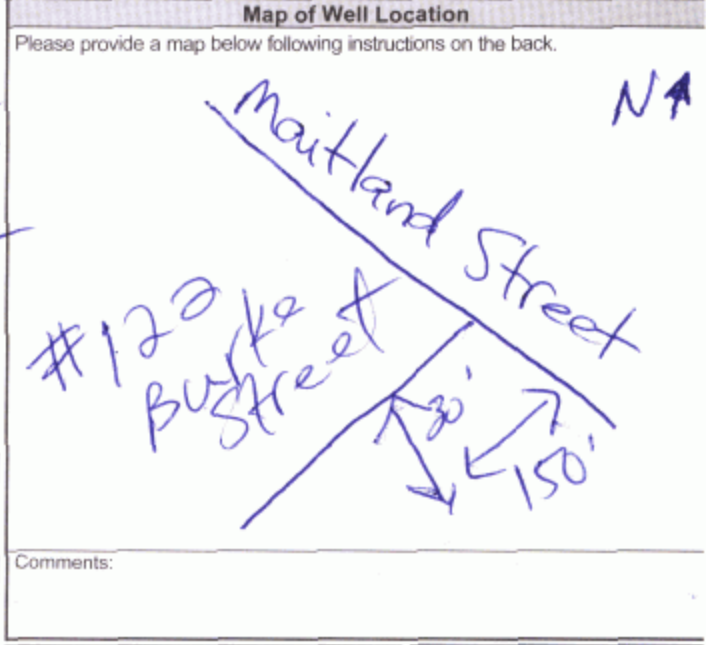 Map of Well Location
Please provide a map below following instructions on the back.
N
Maitland Street
#122
Burke
Street
30'
150'
Comments: